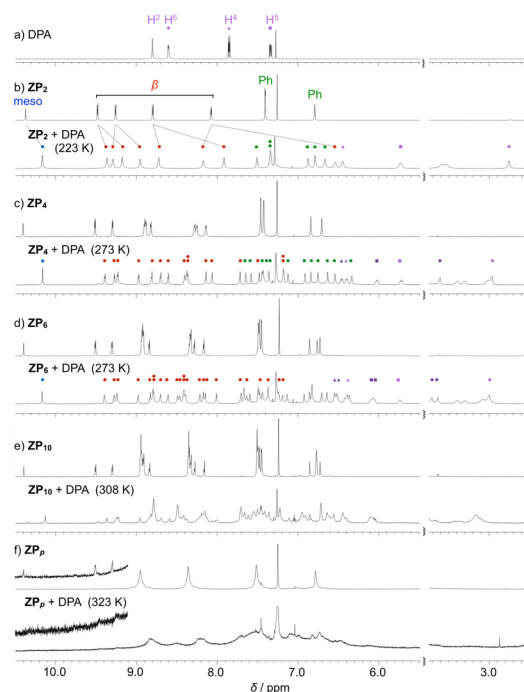 H² H⁶ H⁴ H⁵
a) DPA
b) ZP₂
β
Ph
Ph
meso
ZP₂
+ DPA (223 K)
c) ZP₄
ZP₄ + DPA (273 K)
d) ZP₆
ZP₆ + DPA (273 K)
e) ZP₁₀
ZP₁₀ + DPA (308 K)
f) ZPₚ
ZPₚ + DPA (323 K)
10.0 9.0 8.0 7.0 6.0 3.0
δ / ppm